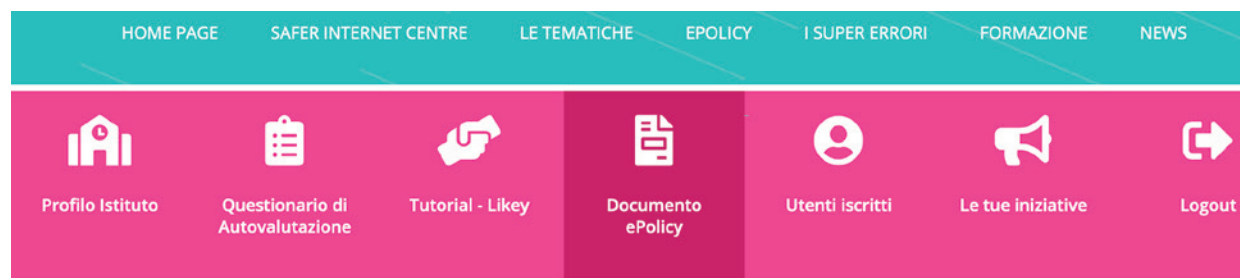 HOME PAGE SAFER INTERNET CENTRE LE TEMATICHE EPOLICY I SUPER ERRORI FORMAZIONE NEWS
Profilo Istituto Questionario di Tutorial - Likey Documento Utenti iscritti Le tue iniziative Logout
Autovalutazione ePolicy